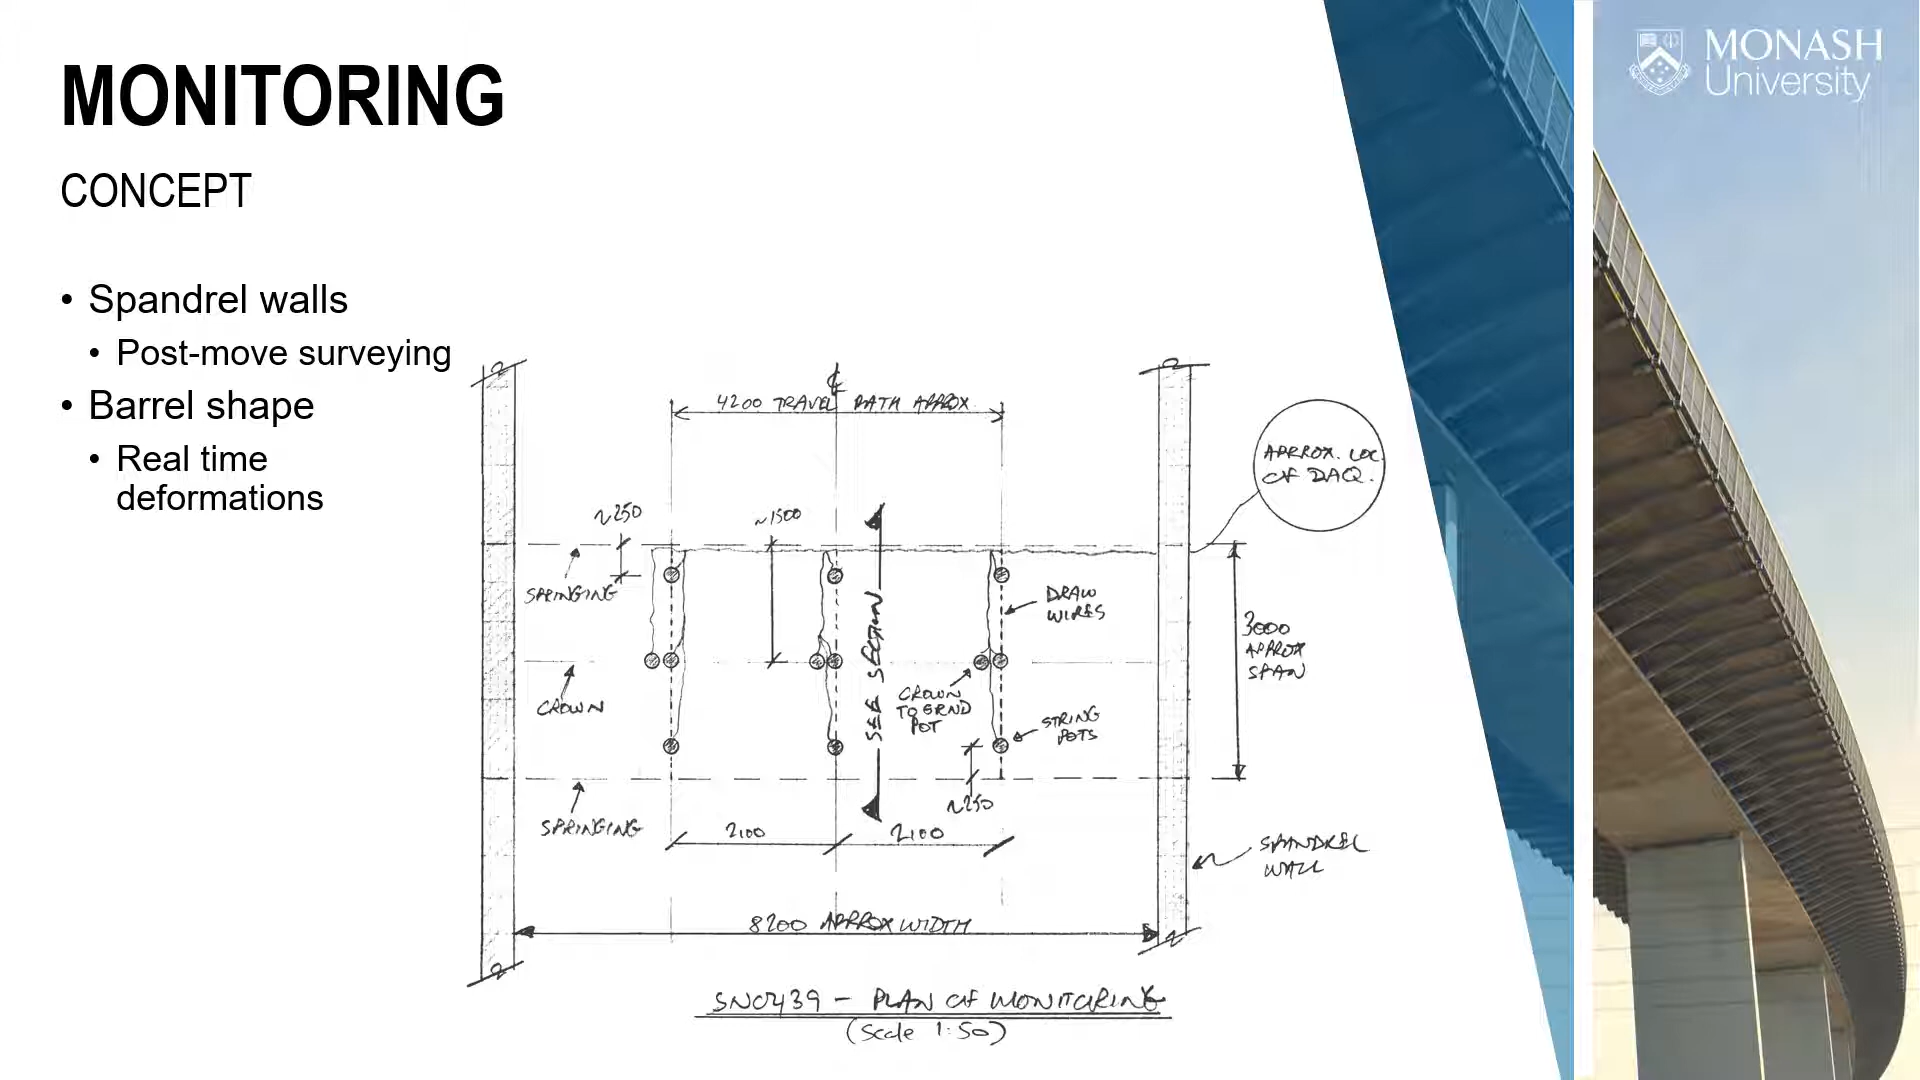 MONITORING
MONASH
University
CONCEPT
• Spandrel walls
• Post-move surveying
• Barrel shape
• Real time
deformations
℄
4200 TRAVEL PATH APPROX.
APPROX. LOC
OF DAQ.
~250
~1500
SPRINGING
DRAW
WIRES
3000
APPROX
SPAN
SEE SECTION
CROWN
CROWN
TO GRND
POT
STRING
POTS
~250
SPRINGING
2100
2100
SPANDREL
WALL
8200 APPROX WIDTH
SN0439 - PLAN OF MONITORING
(Scale 1:50)